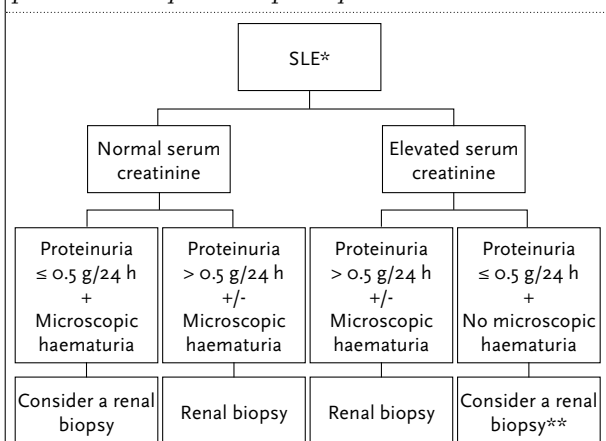 SLE*
Normal serum
creatinine
Elevated serum
creatinine
Proteinuria
≤ 0.5 g/24 h
+
Microscopic
haematuria
Proteinuria
> 0.5 g/24 h
+/-
Microscopic
haematuria
Proteinuria
> 0.5 g/24 h
+/-
Microscopic
haematuria
Proteinuria
≤ 0.5 g/24 h
+
No microscopic
haematuria
Consider a renal
biopsy
Renal biopsy
Renal biopsy
Consider a renal
biopsy**